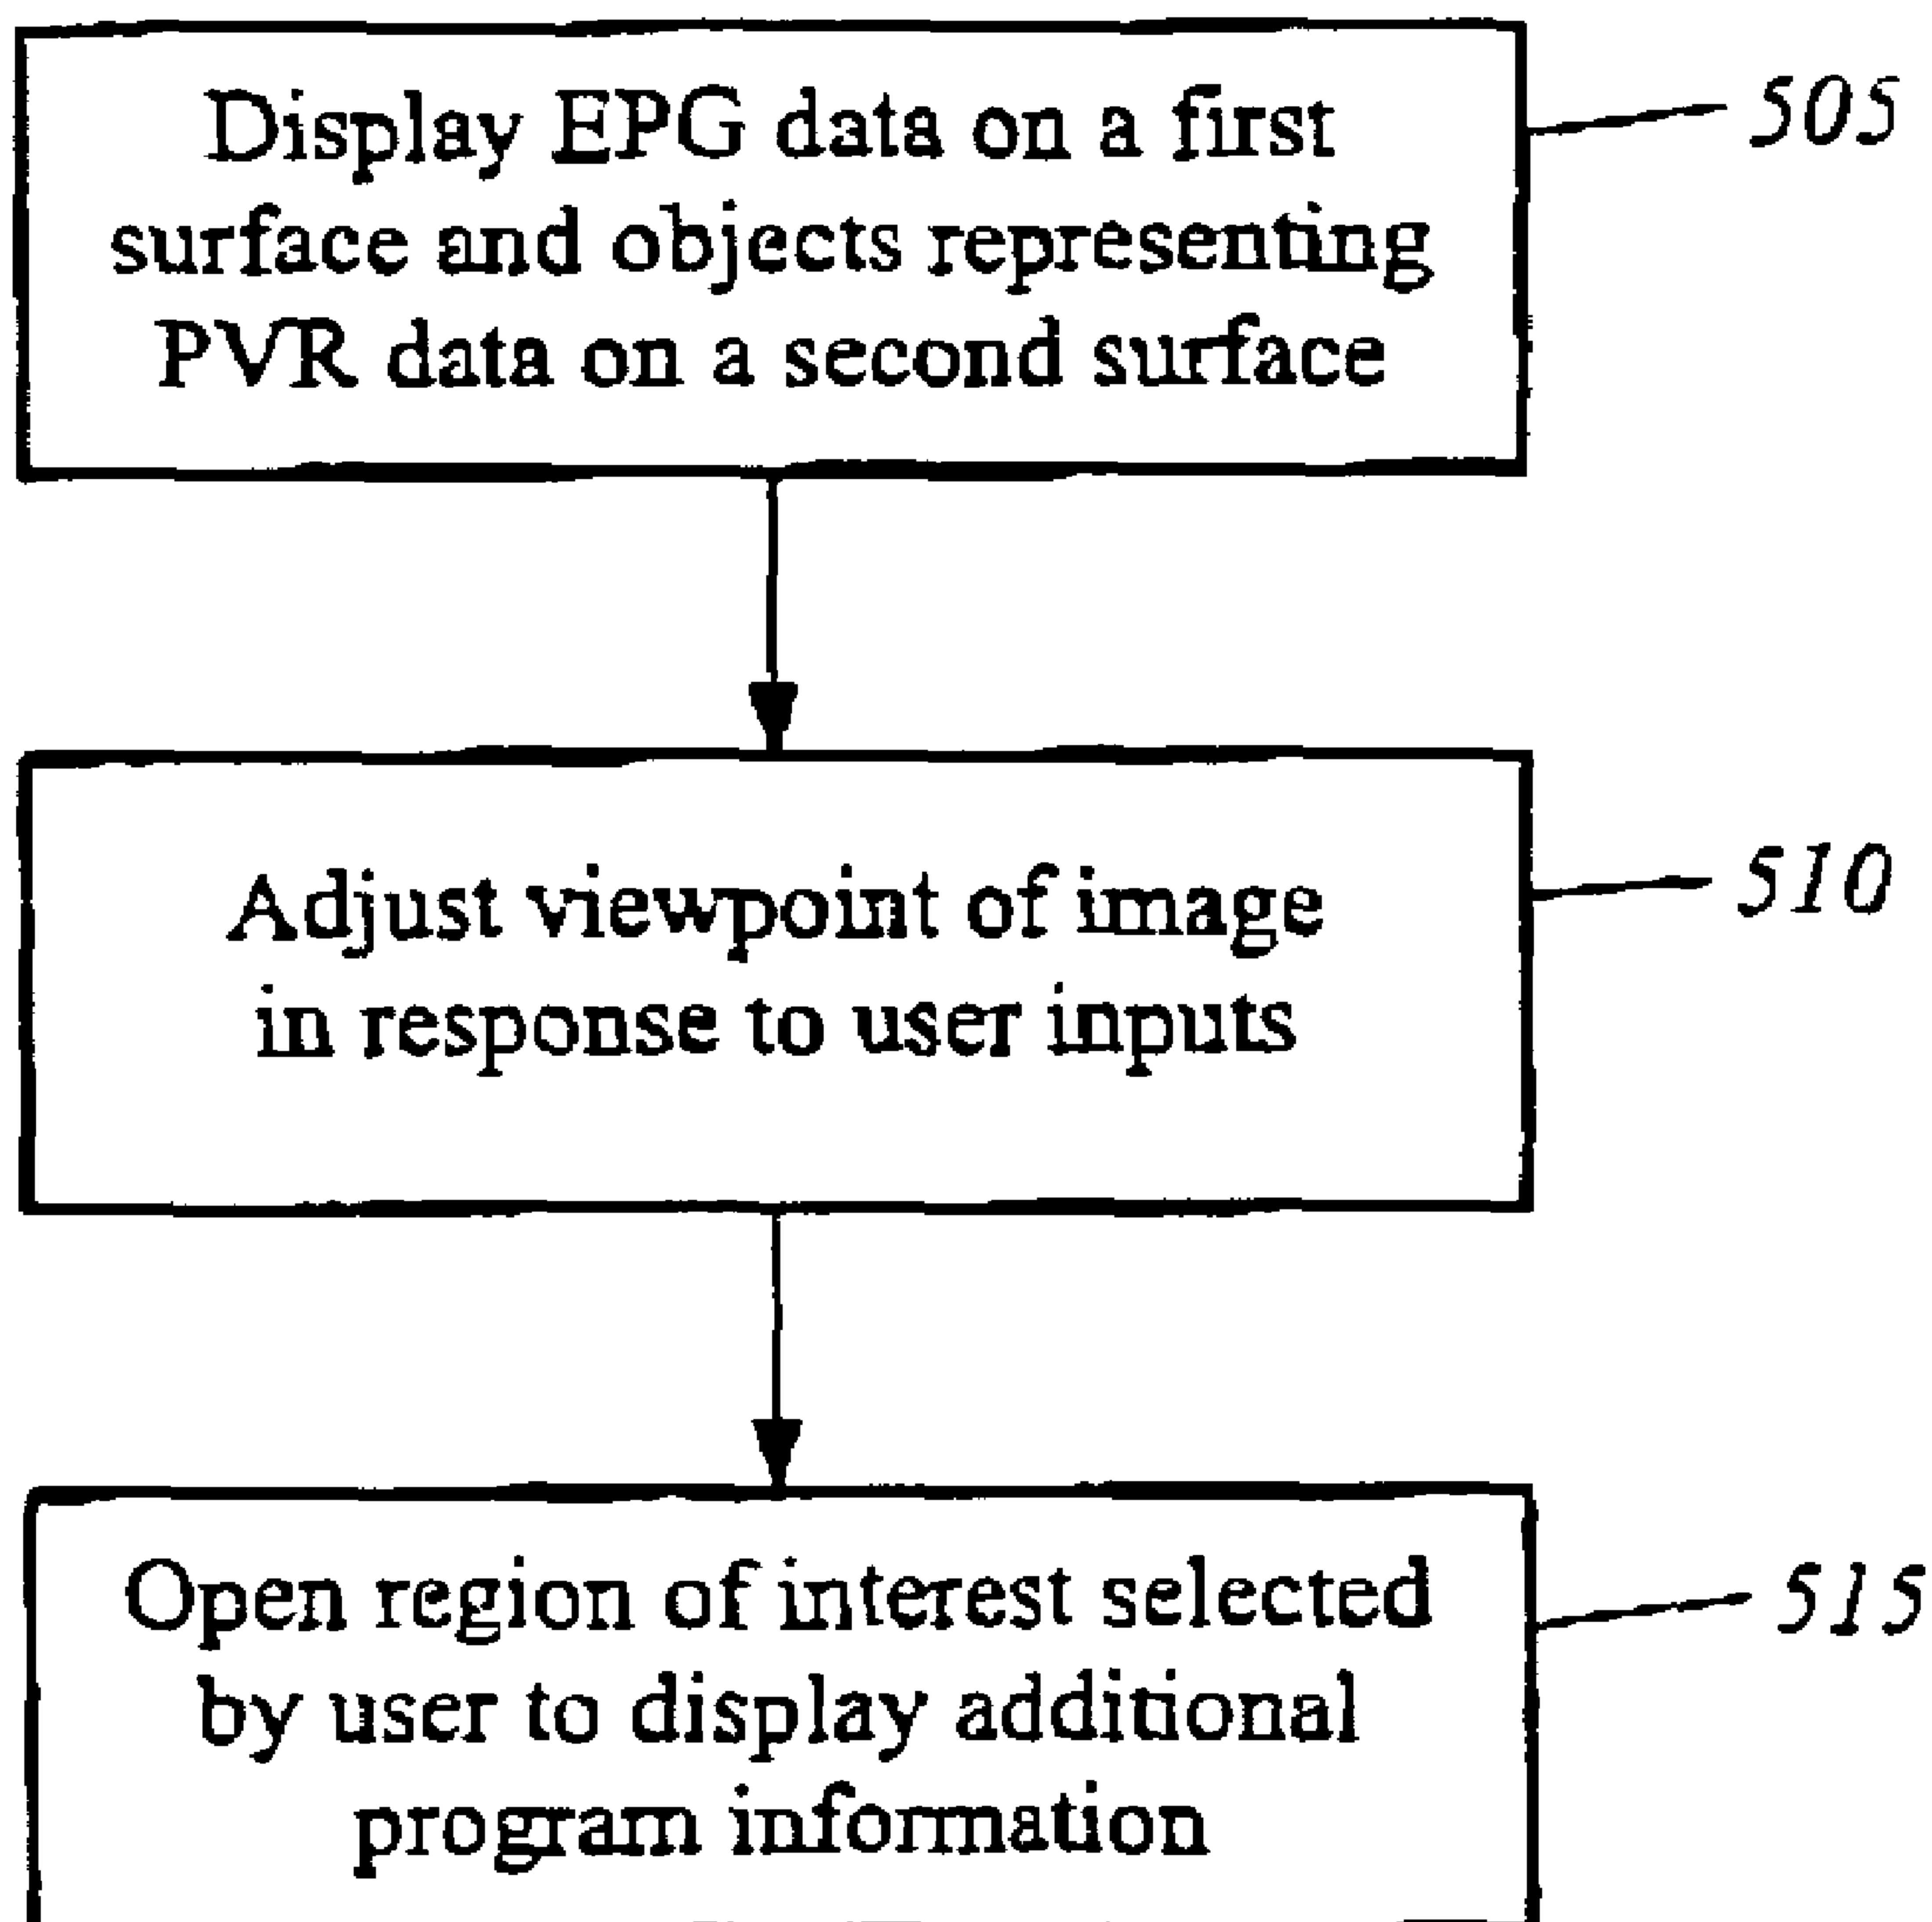 Display EPG data on a first
surface and objects representing
PVR data on a second surface
505
Adjust viewpoint of image
in response to user inputs
510
Open region of interest selected
by user to display additional
program information
515